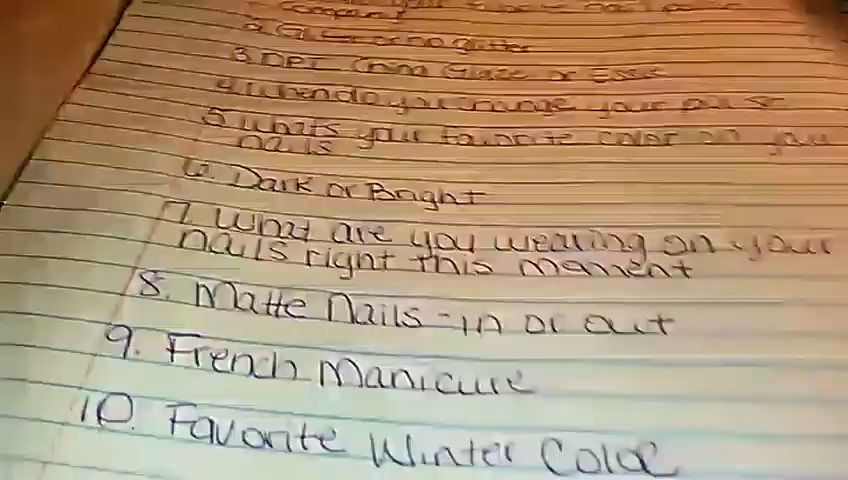 company
2. Glitter or no glitter
3. OPI China Glaze or Essie
4. When do you change your
5. whats your favorite color on your
nails
6. Dark or Bright
7. What are you wearing on your
nails right this moment
8. Matte Nails - in or out
9. French Manicure
10. Favorite Winter Color